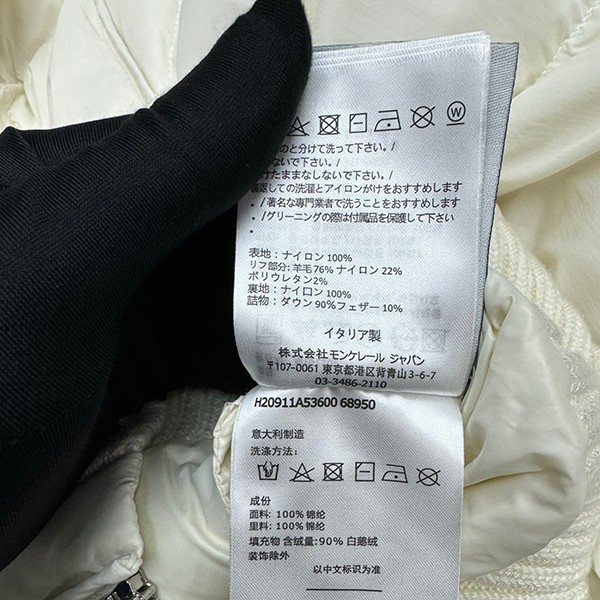 W
のと分けて洗って下さい。/
ないで下さい。/
けたままなしないで下さい。/
裏返しての洗濯とアイロンがけをおすすめします
・/著名な専門業者で洗うことをおすすめします
・/グリーニングの際は付属品を保護して下さい
表地: ナイロン 100%
リフ部分: 羊毛 76% ナイロン 22%
ポリウレタン2%
裏地: ナイロン 100%
詰物: ダウン 90%フェザー 10%
イタリア製
株式会社モンケレール ジャパン
〒107-0061 東京都港区背青山3-6-7
03-3486-2110
H20911A53600 68950
意大利制造
洗涤方法:
成份
面料: 100% 锦纶
里料: 100% 锦纶
填充物 含绒量:90% 白鹅绒
装饰除外
以中文标识为准